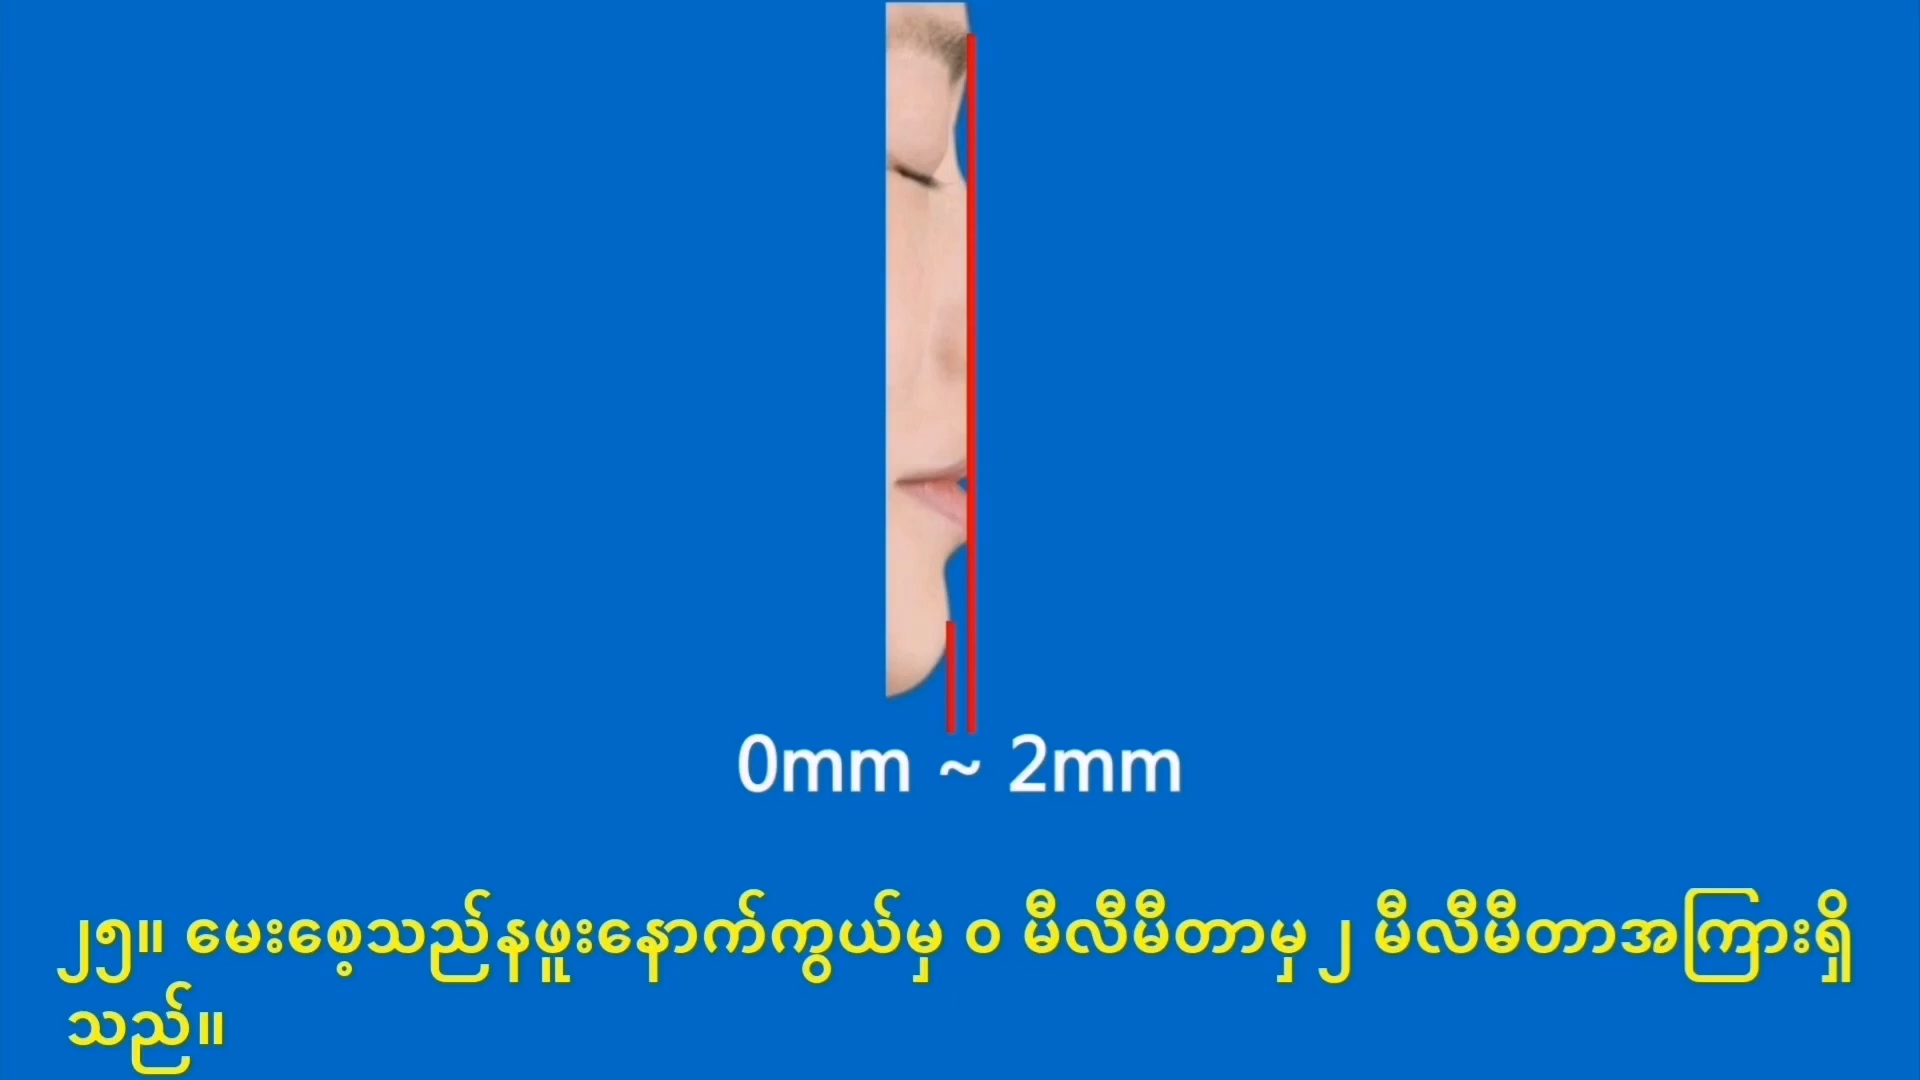 0mm ~ 2mm
၂၅။ မေးစေ့သည်နဖူးနောက်ကွယ်မှ ၀ မီလီမီတာမှ ၂ မီလီမီတာအကြားရှိ
သည်။